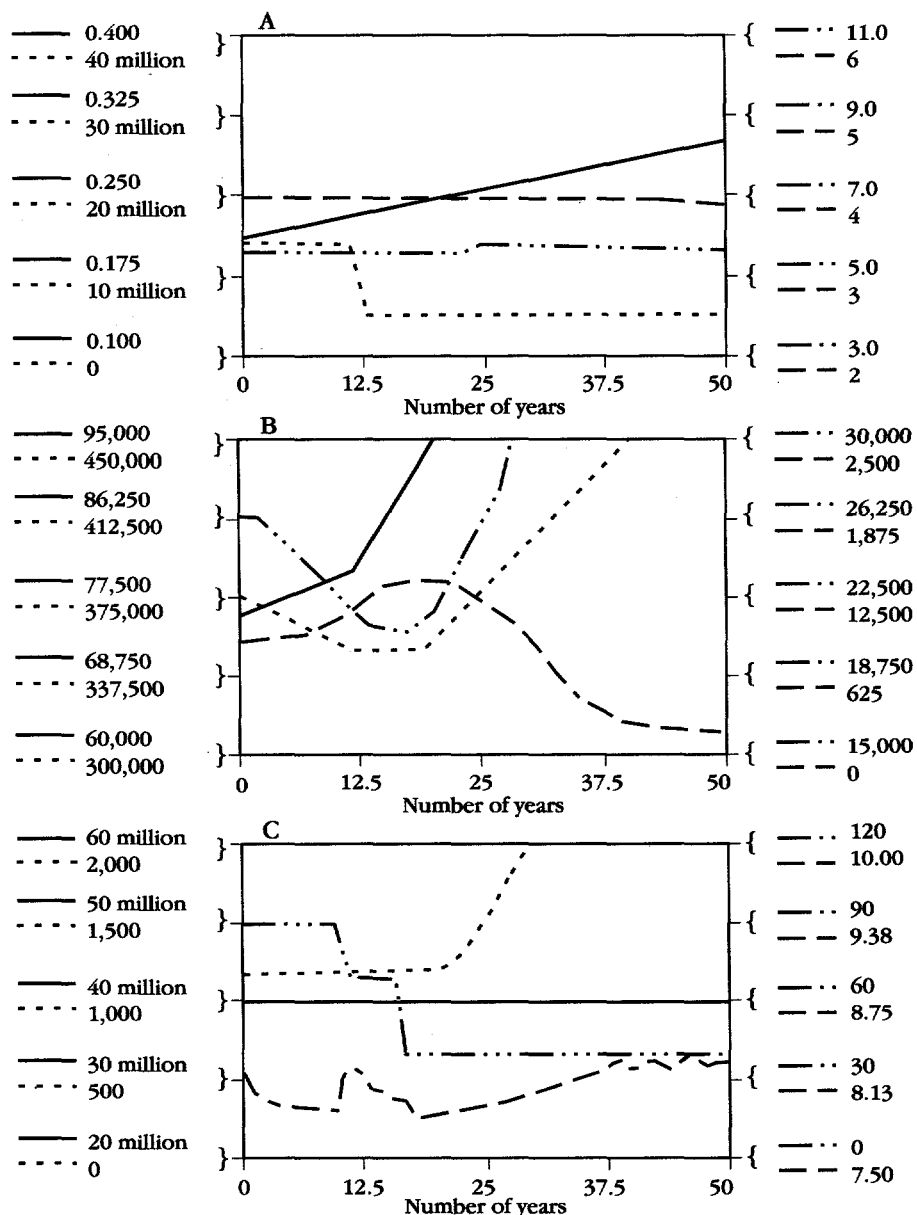 A
0.400
40 million
0.325
30 million
0.250
20 million
0.175
10 million
0.100
0
11.0
6
9.0
5
7.0
4
5.0
3
3.0
2
0 12.5 25 37.5 50
Number of years
B
95,000
450,000
86,250
412,500
77,500
375,000
68,750
337,500
60,000
300,000
30,000
2,500
26,250
1,875
22,500
12,500
18,750
625
15,000
0
0 12.5 25 37.5 50
Number of years
C
60 million
2,000
50 million
1,500
40 million
1,000
30 million
500
20 million
0
120
10.00
90
9.38
60
8.75
30
8.13
0
7.50
0 12.5 25 37.5 50
Number of years